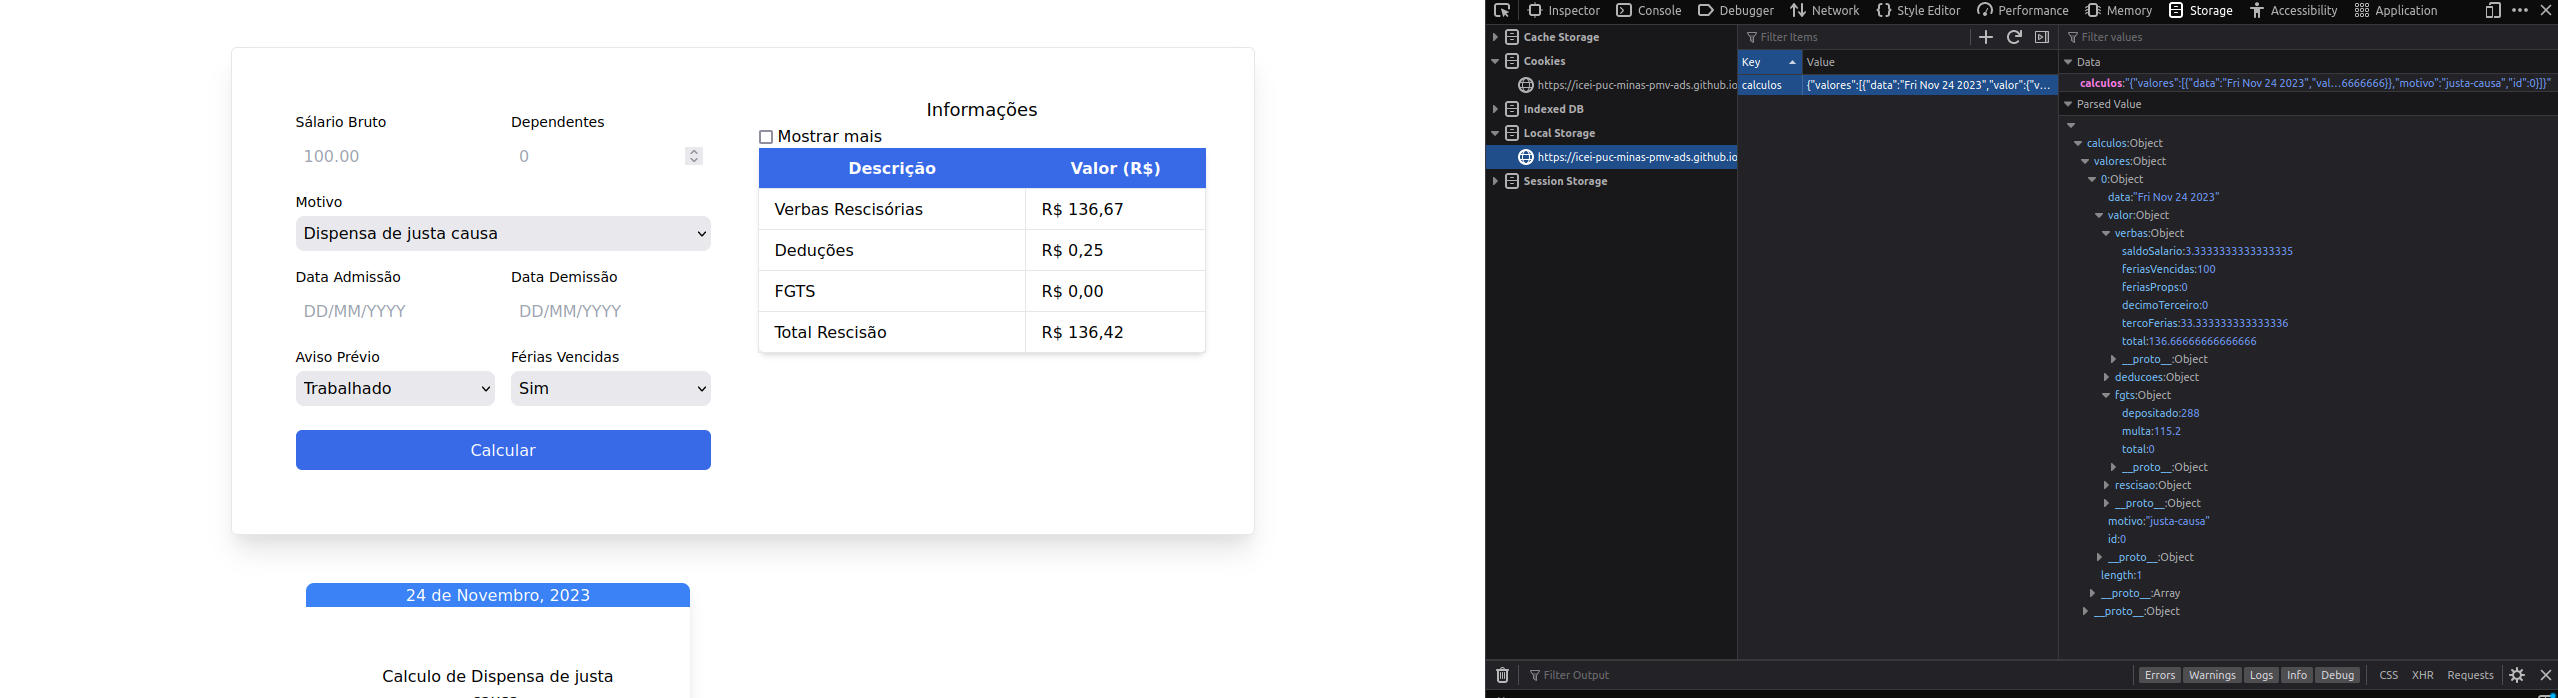 Informações
Sálario Bruto
Dependentes
100.00
0
Mostrar mais
Descrição
Valor (R$)
Motivo
Verbas Rescisórias
R$ 136,67
Dispensa de justa causa
Deduções
R$ 0,25
Data Admissão
Data Demissão
FGTS
R$ 0,00
DD/MM/YYYY
DD/MM/YYYY
Total Rescisão
R$ 136,42
Aviso Prévio
Férias Vencidas
Trabalhado
Sim
Calcular
24 de Novembro, 2023
Calculo de Dispensa de justa
Inspector
Console
Debugger
Network
Style Editor
Performance
Memory
Storage
Accessibility
Application
Cache Storage
Cookies
https://icei-puc-minas-pmv-ads.github.io
Indexed DB
Local Storage
https://icei-puc-minas-pmv-ads.github.io
Session Storage
Filter Items
Key
Value
calculos
{"valores":[{"data":"Fri Nov 24 2023","valor":{"v...
Filter values
Data
calculos:"{"valores":[{"data":"Fri Nov 24 2023","val...6666666}},"motivo":"justa-causa","id":0}]}"
Parsed Value
calculos:Object
valores:Object
0:Object
data:"Fri Nov 24 2023"
valor:Object
verbas:Object
saldoSalario:3.3333333333333335
feriasVencidas:100
feriasProps:0
decimoTerceiro:0
tercoFerias:33.333333333333336
total:136.66666666666666
__proto__:Object
deducoes:Object
fgts:Object
depositado:288
multa:115.2
total:0
__proto__:Object
rescisao:Object
__proto__:Object
motivo:"justa-causa"
id:0
__proto__:Object
length:1
__proto__:Array
__proto__:Object
Filter Output
Errors
Warnings
Logs
Info
Debug
CSS
XHR
Requests